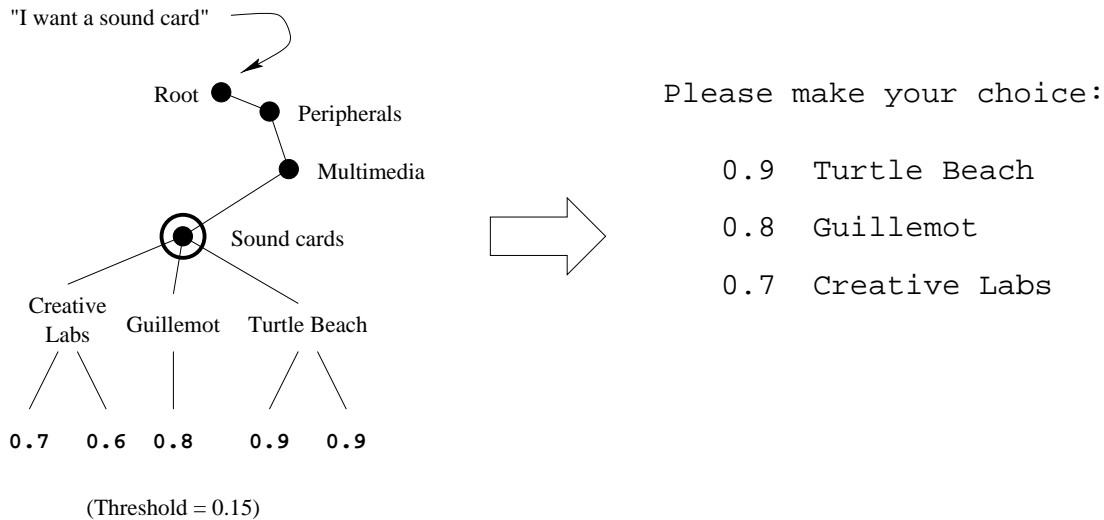 "I want a sound card"
Root
Peripherals
Multimedia
Sound cards
Creative
Labs
Guillemot
Turtle Beach
0.7 0.6 0.8 0.9 0.9
(Threshold = 0.15)
Please make your choice:
0.9 Turtle Beach
0.8 Guillemot
0.7 Creative Labs